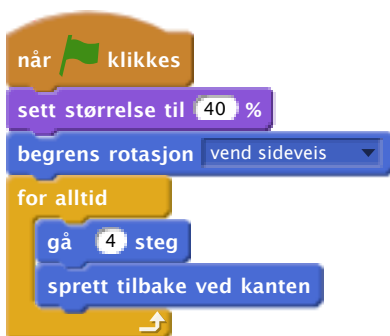 når klikkes
sett størrelse til 40 %
begrens rotasjon vend sideveis
for alltid
gå 4 steg
sprett tilbake ved kanten